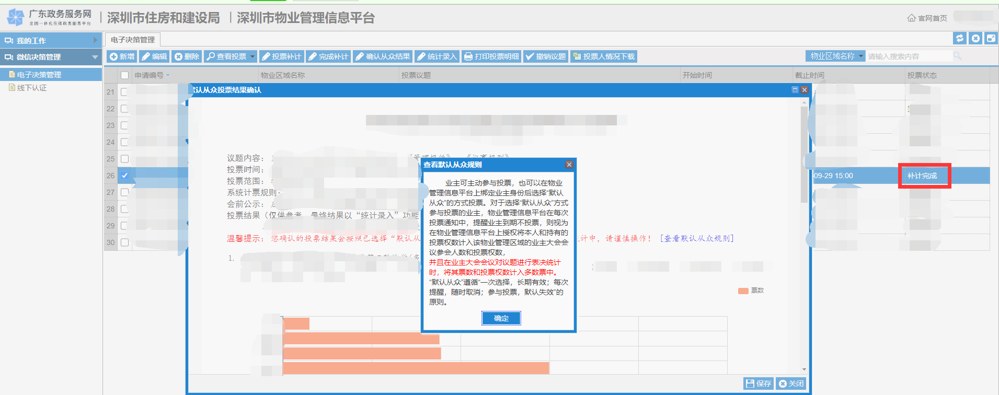 广东政务服务网
全国一体化在线政务服务平台
深圳市住房和建设局
深圳市物业管理信息平台
官网首页
我的工作
微信决策管理
电子决策管理
线下认证
电子决策管理
新增 编辑 删除 查看投票 投票补计 完成补计 确认从众结果 统计录入 打印投票明细 撤销议题 投票人情况下载
物业区域名称 请输入搜索内容
申请编号 物业区域名称 投票议题 开始时间 截止时间 投票状态
21
22
23
24
25
26 09-29 15:00 补计完成
27
28
29
30
默认从众投票结果确认
议题内容:
投票时间:
投票范围:
系统计票规则:
会前公示:
投票结果（仅供参考，最终结果以“统计录入”功能
温馨提示: 您确认的投票结果会按照已选择“默认从
计中, 请谨慎操作! [查看默认从众规则]
1.
票数
查看默认从众规则
业主可主动参与投票，也可以在物业
管理信息平台上绑定业主身份后选择“默认
从众”的方式投票。对于选择“默认从众”方式
参与投票的业主，物业管理信息平台在每次
投票通知中，提醒业主到期不投票，则视为
在物业管理信息平台上授权将本人和持有的
投票权数计入该物业管理区域的业主大会会
议参会人数和投票权数，
并且在业主大会会议对议题进行表决统计
时，将其票数和投票权数计入多数票中。
“默认从众”遵循“一次选择，长期有效；每次
提醒，随时取消；参与投票，默认失效”的
原则。
确定
保存 关闭